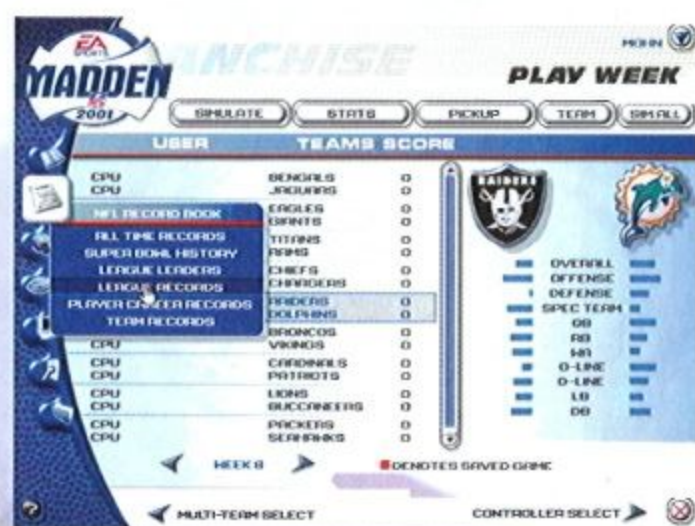 EA SPORTS
MADDEN
NFL
2001
FRANCHISE
PLAY WEEK
SIMULATE STATS PICKUP TEAM SIM ALL
USER TEAMS SCORE
CPU BENGALS 0
CPU JAGUARS 0
EAGLES 0
GIANTS 0
TITANS 0
RAMS 0
CHIEFS 0
CHARGERS 0
RAIDERS 0
DOLPHINS 0
BRONCOS 0
CPU VIKINGS 0
CPU CARDINALS 0
CPU PATRIOTS 0
CPU LIONS 0
CPU BUCCANEERS 0
CPU PACKERS 0
CPU SEAHAWKS 0
NFL RECORD BOOK
ALL TIME RECORDS
SUPER BOWL HISTORY
LEAGUE LEADERS
LEAGUE RECORDS
PLAYER CAREER RECORDS
TEAM RECORDS
RAIDERS
OVERALL
OFFENSE
DEFENSE
SPEC TEAM
QB
RB
WR
O-LINE
D-LINE
LB
DB
WEEK 8
DENOTES SAVED GAME
MULTI-TEAM SELECT
CONTROLLER SELECT